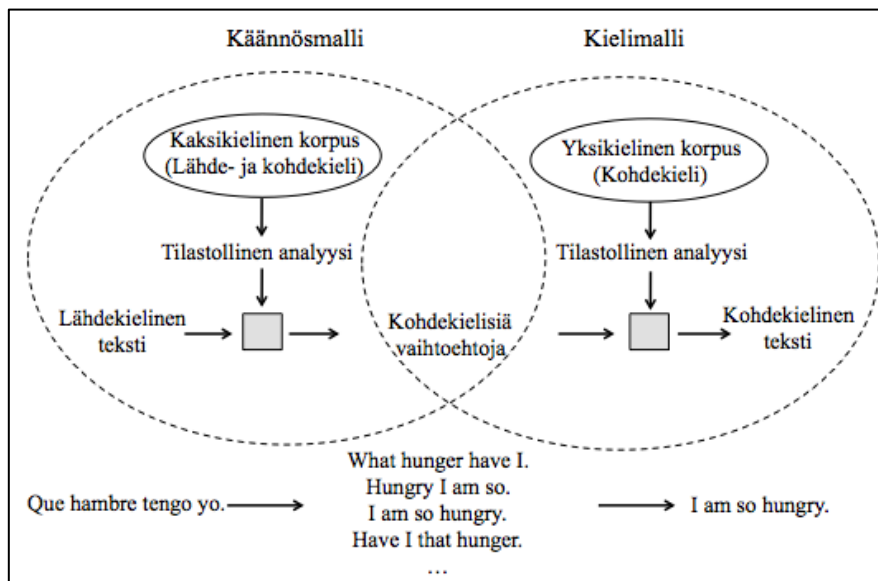 Käännösmalli
Kielimalli
Kaksikielinen korpus
(Lähde- ja kohdekieli)
Yksikielinen korpus
(Kohdekieli)
Tilastollinen analyysi
Tilastollinen analyysi
Lähdekielinen
teksti
Kohdekielisiä
vaihtoehtoja
Kohdekielinen
teksti
Que hambre tengo yo.
What hunger have I.
Hungry I am so.
I am so hungry.
Have I that hunger.
…
I am so hungry.